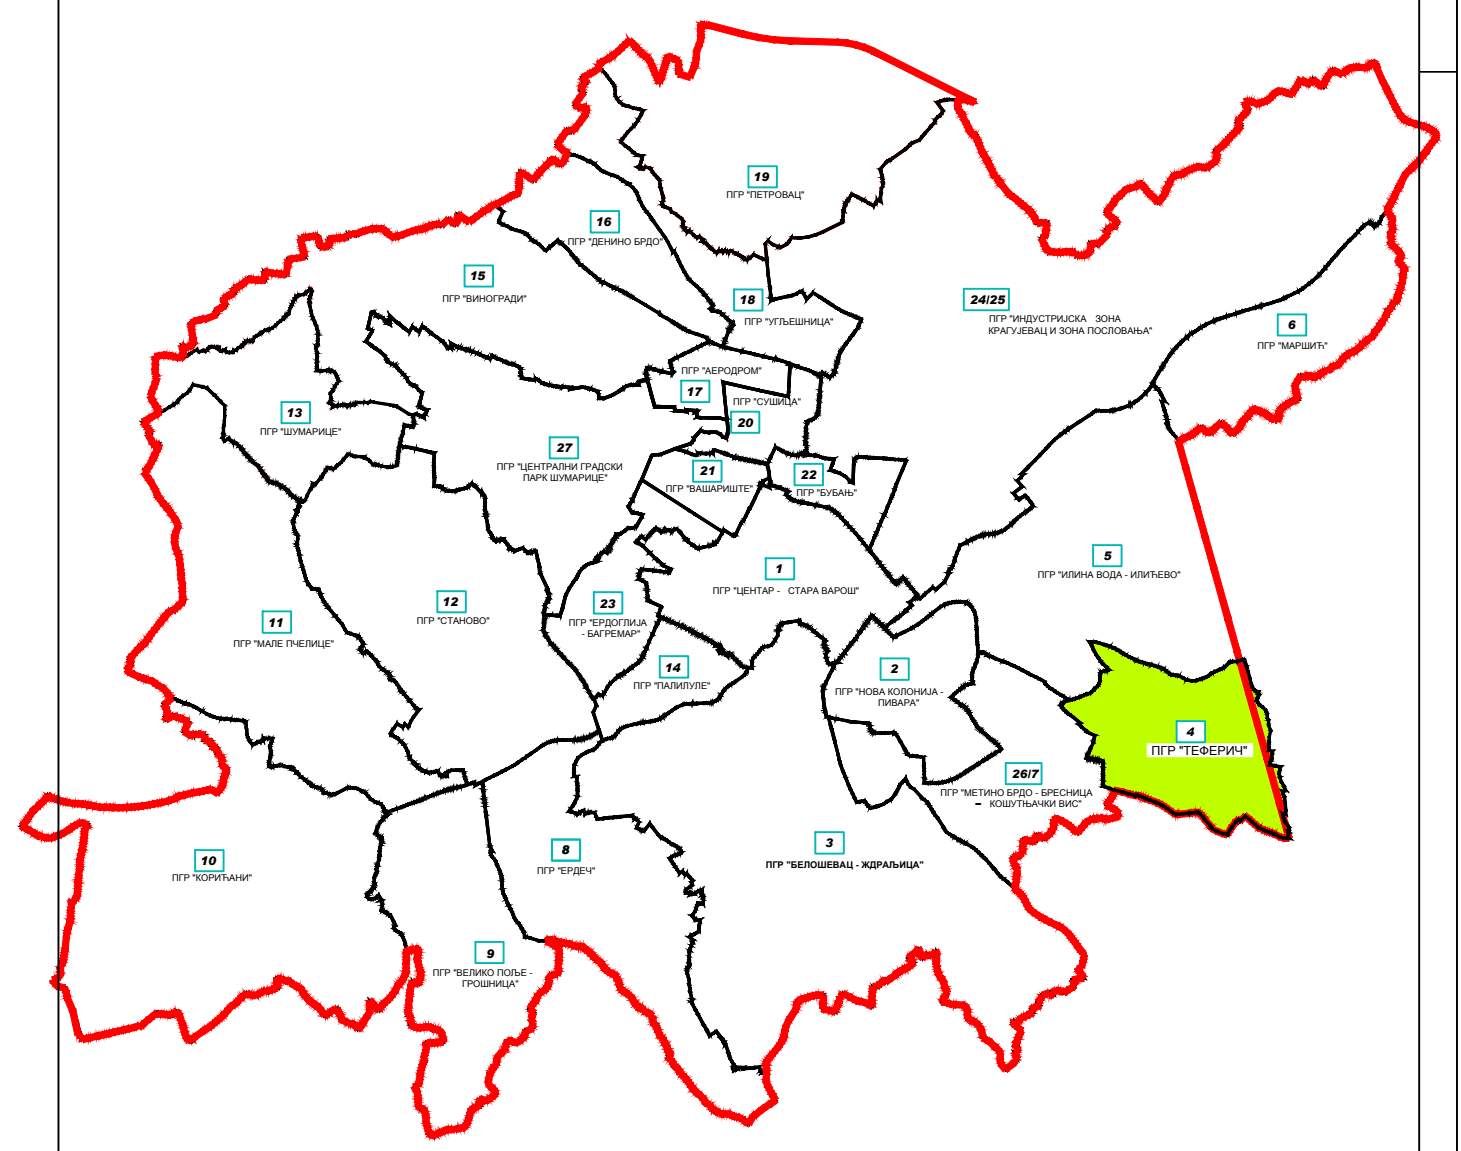 19
ПГР "ПЕТРОВАЦ"
16
ПГР "ДЕНИНО БРДО"
15
ПГР "ВИНОГРАДИ"
18
ПГР "УГЉЕШНИЦА"
24/25
ПГР "ИНДУСТРИЈСКА ЗОНА
КРАГУЈЕВАЦ И ЗОНА ПОСЛОВАЊА"
6
ПГР "МАРШИЋ"
ПГР "АЕРОДРОМ"
17
ПГР "СУШИЦА"
20
13
ПГР "ШУМАРИЦЕ"
27
ПГР "ЦЕНТРАЛНИ ГРАДСКИ
ПАРК ШУМАРИЦЕ"
21
ПГР "ВАШАРИШТЕ"
22
ПГР "БУБАЊ"
5
ПГР "ИЛИНА ВОДА - ИЛИЋЕВО"
1
ПГР "ЦЕНТАР - СТАРА ВАРОШ"
23
ПГР "ЕРДОГЛИЈА
- БАГРЕМАР"
12
ПГР "СТАНОВО"
11
ПГР "МАЛЕ ПЧЕЛИЦЕ"
14
ПГР "ПАЛИЛУЛЕ"
2
ПГР "НОВА КОЛОНИЈА -
ПИВАРА"
4
ПГР "ТЕФЕРИЧ"
26/7
ПГР "МЕТИНО БРДО - БРЕСНИЦА
– КОШУТЊАЧКИ ВИС"
3
ПГР "БЕЛОШЕВАЦ - ЖДРАЉИЦА"
8
ПГР "ЕРДЕЧ"
10
ПГР "КОРИЋАНИ"
9
ПГР "ВЕЛИКО ПОЉЕ -
ГРОШНИЦА"